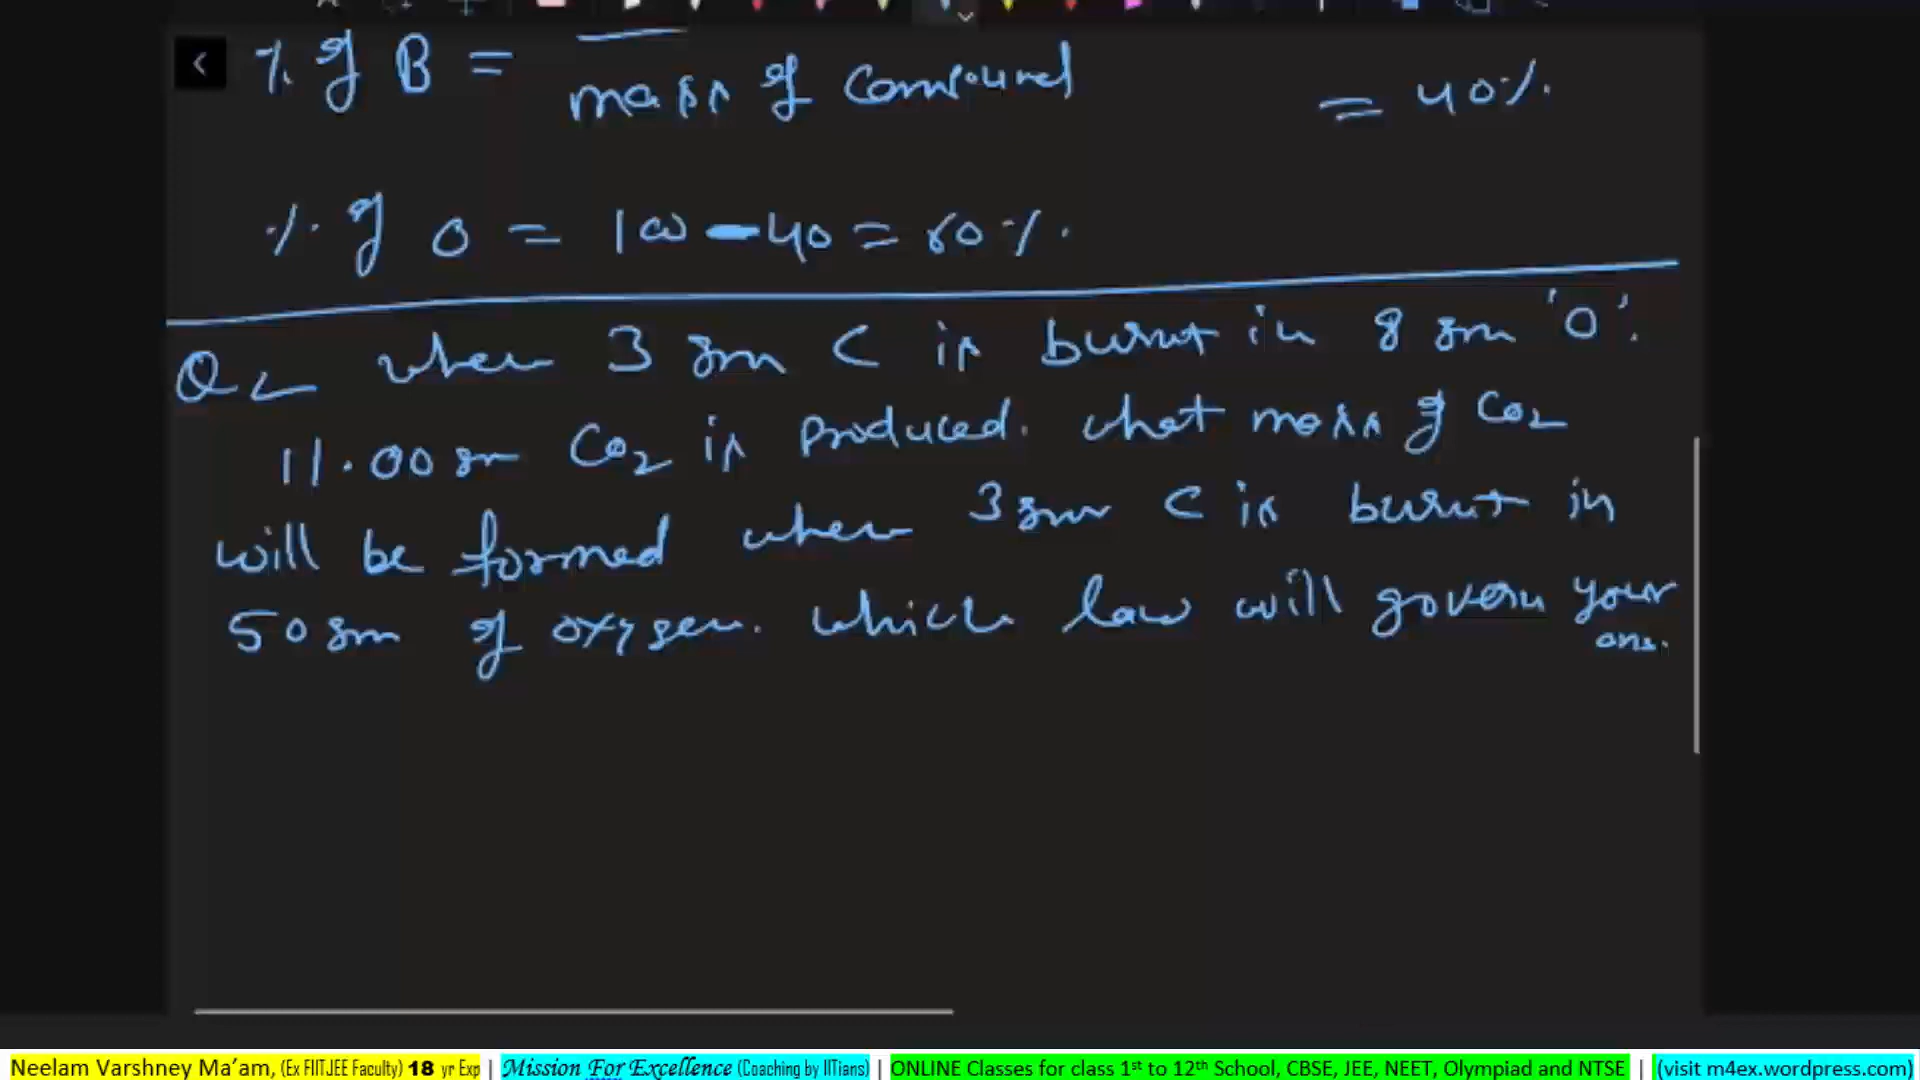 % of B = mass of compound = 40%.
% of O = 100 - 40 = 60%.
Q2 when 3 gm C is burnt in 8 gm 'O'.
11.00 gm CO2 is produced. what mass of CO2
will be formed when 3 gm C is burnt in
50 gm of oxygen. which law will govern your
ans.
Neelam Varshney Ma'am, (Ex FIITJEE Faculty) 18 yr Exp | Mission For Excellence (Coaching by IITians) | ONLINE Classes for class 1st to 12th School, CBSE, JEE, NEET, Olympiad and NTSE | (visit m4ex.wordpress.com)